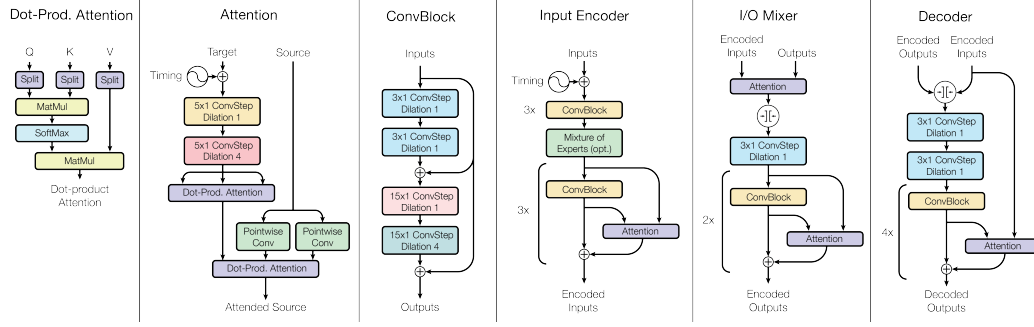 Dot-Prod. Attention
Q K V
Split Split Split
MatMul
SoftMax
MatMul
Dot-product
Attention
Attention
Target Source
Timing
5x1 ConvStep
Dilation 1
5x1 ConvStep
Dilation 4
Dot-Prod. Attention
Pointwise
Conv
Pointwise
Conv
Dot-Prod. Attention
Attended Source
ConvBlock
Inputs
3x1 ConvStep
Dilation 1
3x1 ConvStep
Dilation 1
15x1 ConvStep
Dilation 1
15x1 ConvStep
Dilation 4
Outputs
Input Encoder
Inputs
Timing
3x
ConvBlock
Mixture of
Experts (opt.)
ConvBlock
3x
Attention
Encoded
Inputs
I/O Mixer
Encoded
Inputs
Outputs
Attention
3x1 ConvStep
Dilation 1
ConvBlock
2x
Attention
Encoded
Outputs
Decoder
Encoded
Outputs
Encoded
Inputs
3x1 ConvStep
Dilation 1
3x1 ConvStep
Dilation 1
ConvBlock
4x
Attention
Decoded
Outputs